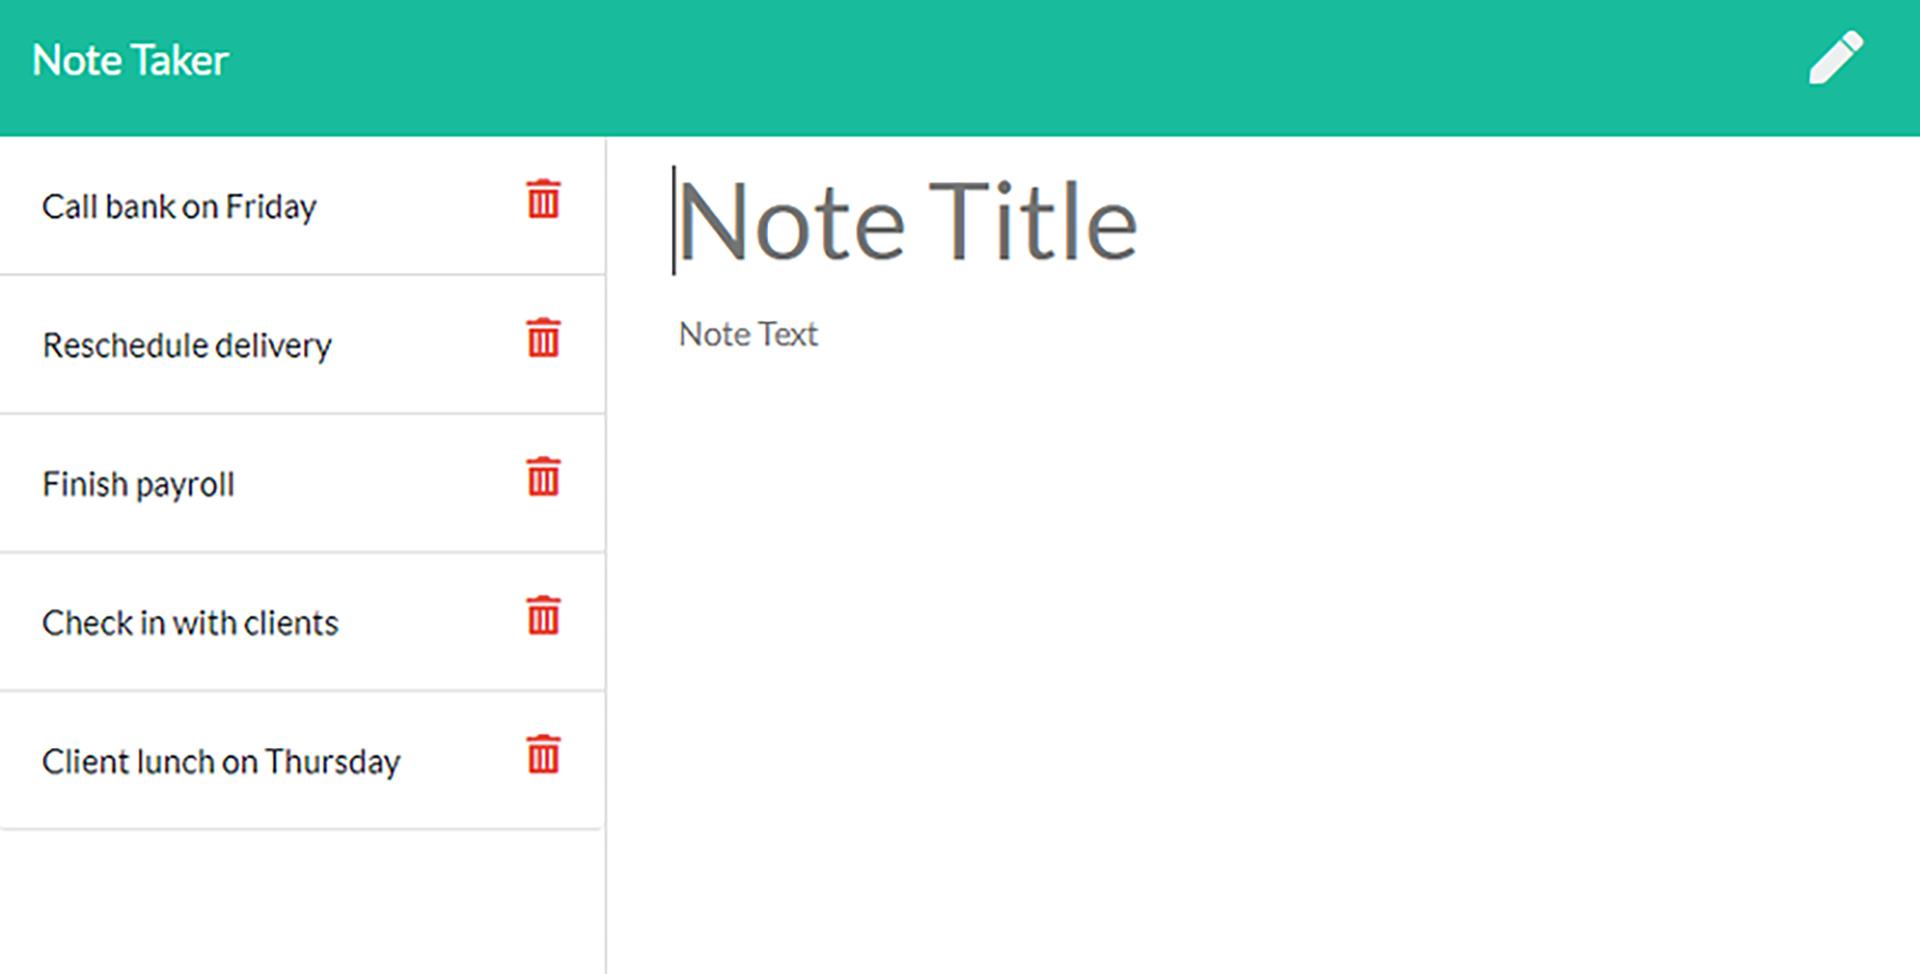 Note Taker
Call bank on Friday
Reschedule delivery
Finish payroll
Check in with clients
Client lunch on Thursday
Note Title
Note Text